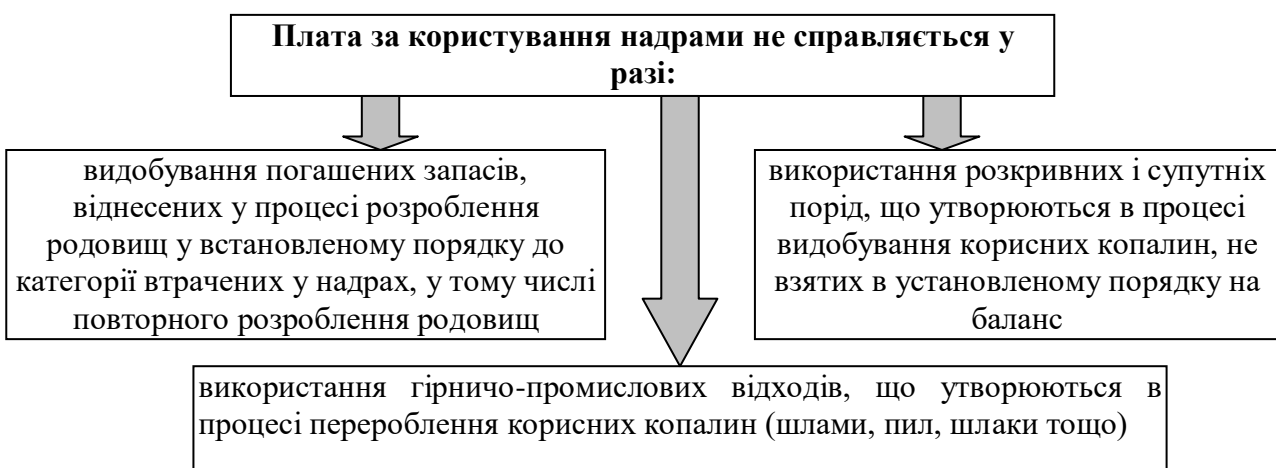 Плата за користування надрами не справляється у
разі:
видобування погашених запасів,
віднесених у процесі розроблення
родовищ у встановленому порядку до
категорії втрачених у надрах, у тому числі
повторного розроблення родовищ
використання розкривних і супутніх
порід, що утворюються в процесі
видобування корисних копалин, не
взятих в установленому порядку на
баланс
використання гірничо-промислових відходів, що утворюються в
процесі перероблення корисних копалин (шлами, пил, шлаки тощо)